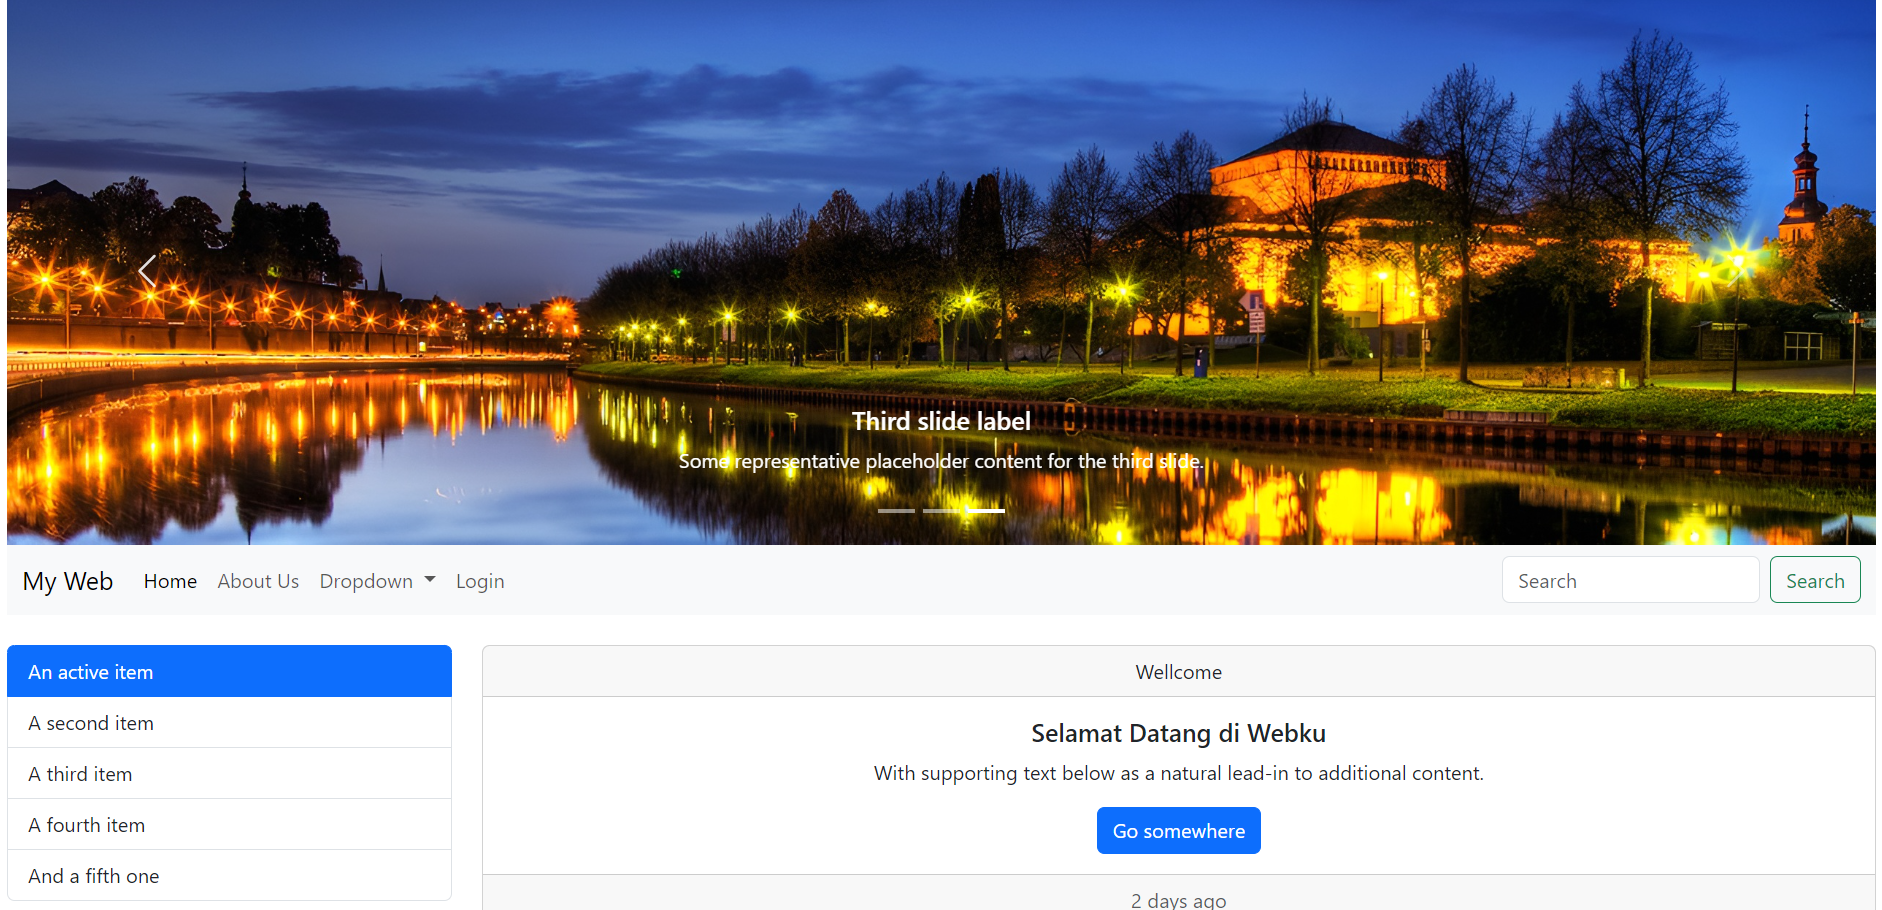 Third slide label
Some representative placeholder content for the third slide.
My Web Home About Us Dropdown Login Search Search
An active item
A second item
A third item
A fourth item
And a fifth one
Wellcome
Selamat Datang di Webku
With supporting text below as a natural lead-in to additional content.
Go somewhere
2 days ago